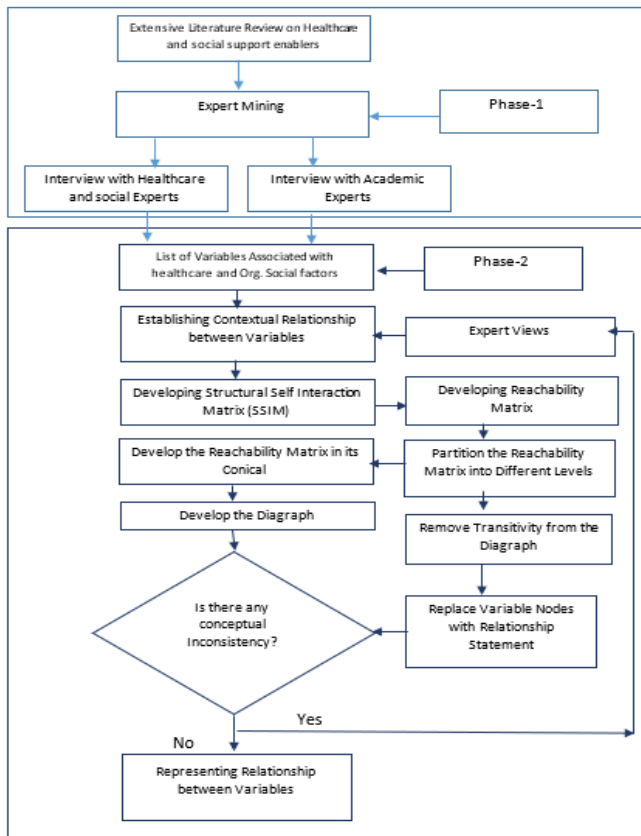 Extensive Literature Review on Healthcare
and social support enablers
Expert Mining
Phase-1
Interview with Healthcare
and social Experts
Interview with Academic
Experts
List of Variables Associated with
healthcare and Org. Social factors
Phase-2
Establishing Contextual Relationship
between Variables
Expert Views
Developing Structural Self Interaction
Matrix (SSIM)
Developing Reachability
Matrix
Develop the Reachability Matrix in its
Conical
Partition the Reachability
Matrix into Different Levels
Develop the Diagraph
Remove Transitivity from the
Diagraph
Is there any
conceptual
Inconsistency?
Replace Variable Nodes
with Relationship
Statement
Yes
No
Representing Relationship
between Variables